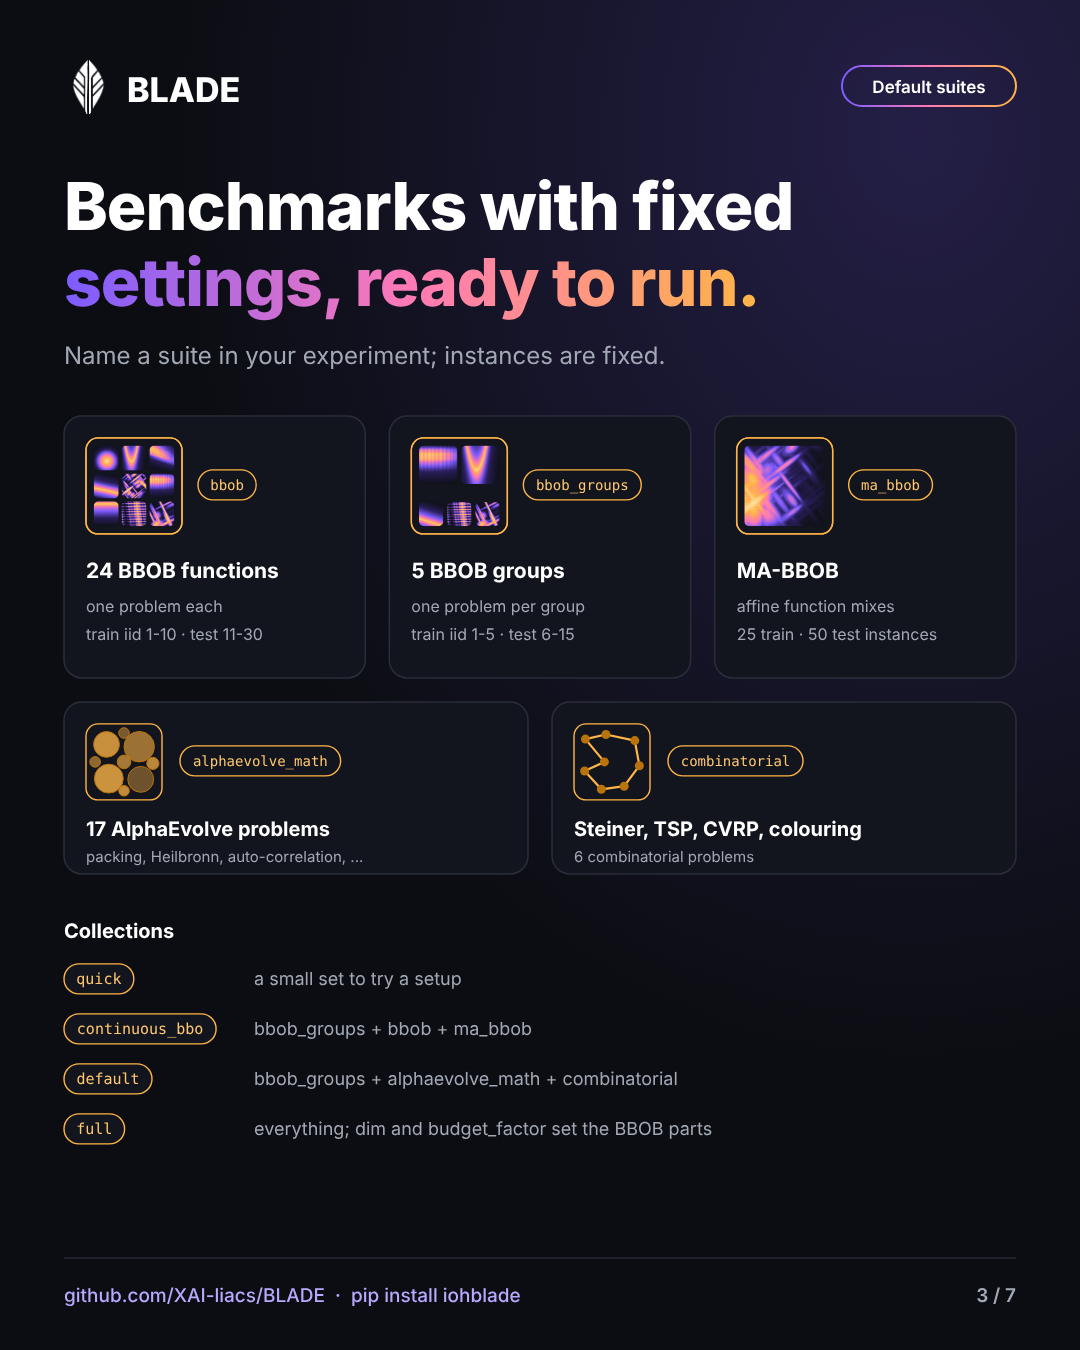 BLADE
Default suites
Benchmarks with fixed
settings, ready to run.
Name a suite in your experiment; instances are fixed.
bbob
24 BBOB functions
one problem each
train iid 1-10 · test 11-30
bbob_groups
5 BBOB groups
one problem per group
train iid 1-5 · test 6-15
ma_bbob
MA-BBOB
affine function mixes
25 train · 50 test instances
alphaevolve_math
17 AlphaEvolve problems
packing, Heilbronn, auto-correlation, ...
combinatorial
Steiner, TSP, CVRP, colouring
6 combinatorial problems
Collections
quick a small set to try a setup
continuous_bbo bbob_groups + bbob + ma_bbob
default bbob_groups + alphaevolve_math + combinatorial
full everything; dim and budget_factor set the BBOB parts
github.com/XAI-liacs/BLADE · pip install iohblade 3 / 7